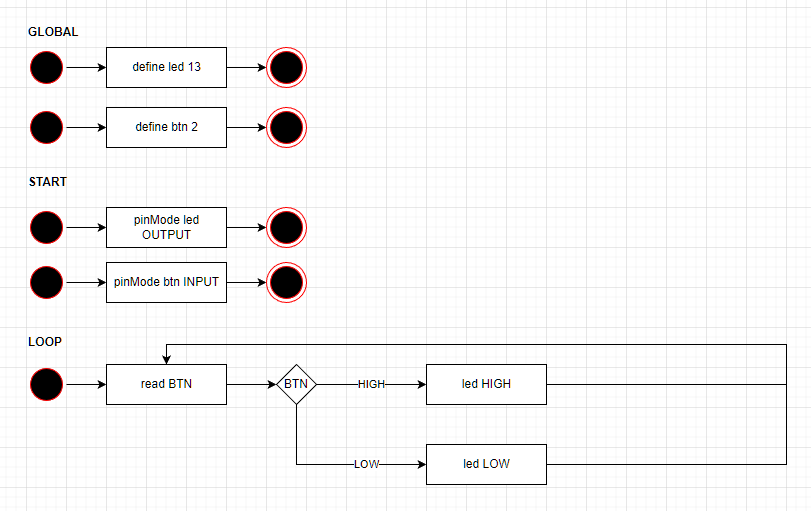 GLOBAL
define led 13
define btn 2
START
pinMode led
OUTPUT
pinMode btn INPUT
LOOP
read BTN
BTN
HIGH
led HIGH
LOW
led LOW